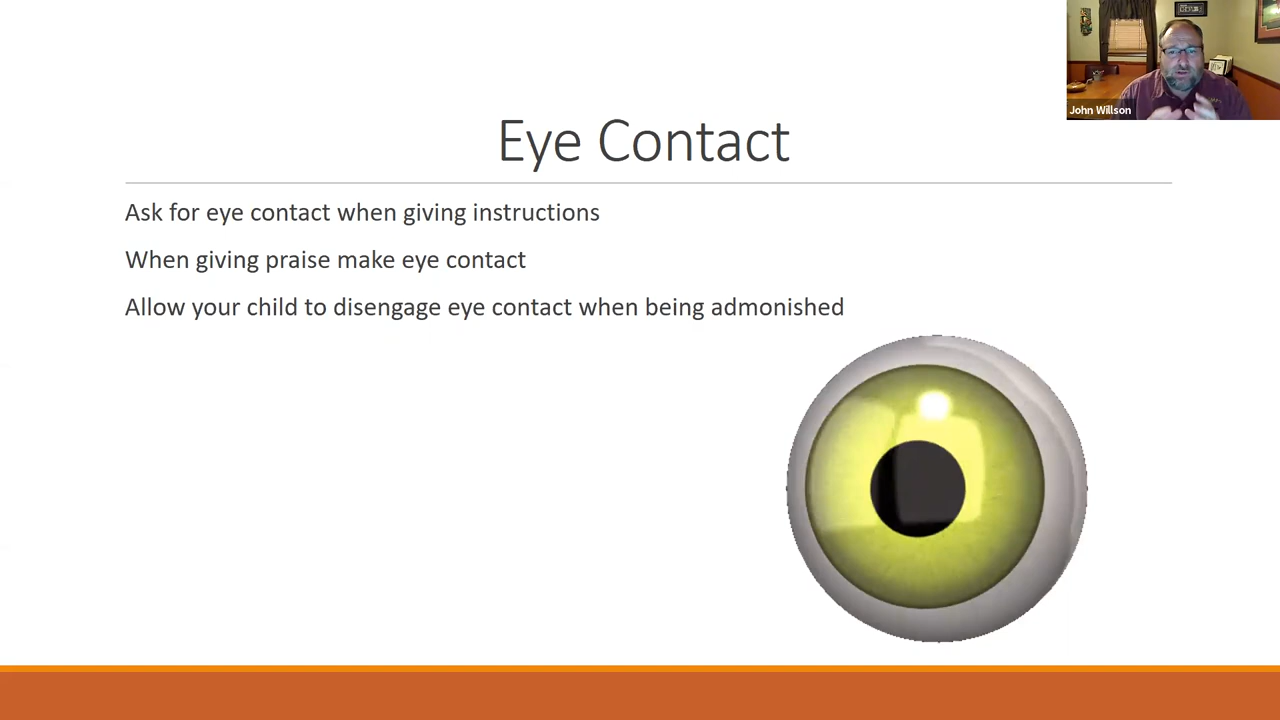 Eye Contact
Ask for eye contact when giving instructions
When giving praise make eye contact
Allow your child to disengage eye contact when being admonished
John Willson